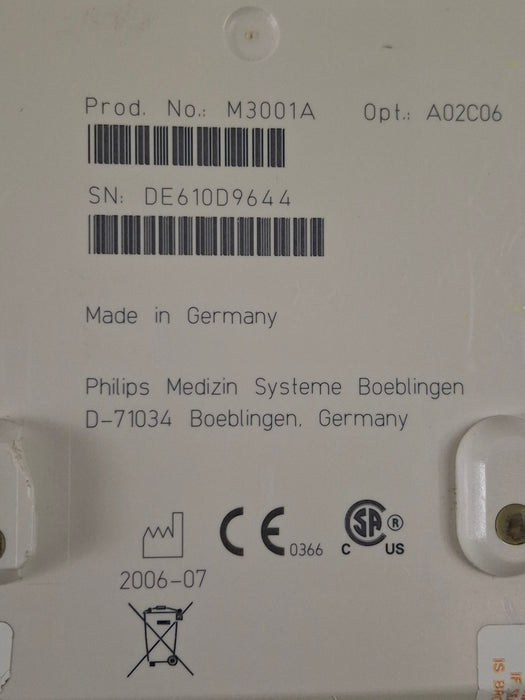 Prod. No.: M3001A Opt.: A02C06
SN: DE610D9644
Made in Germany
Philips Medizin Systeme Boeblingen
D-71034 Boeblingen, Germany
CE 0366
SA ®
C US
2006-07